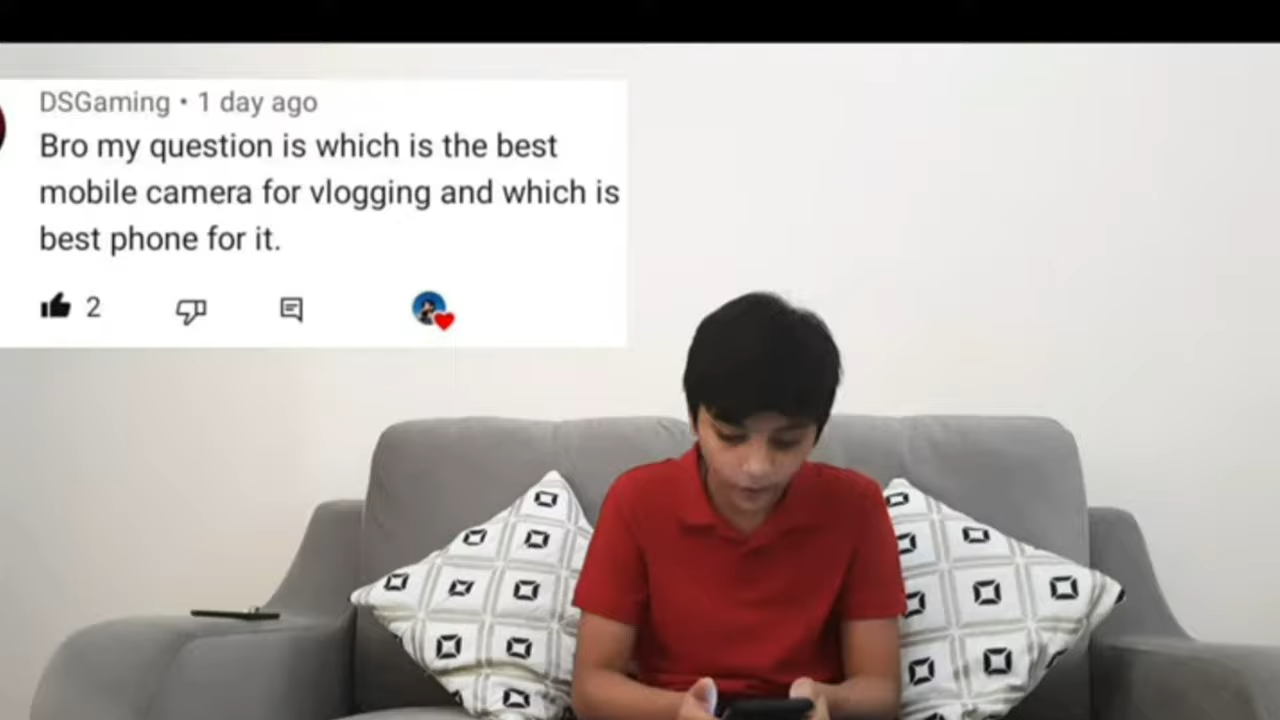 DSGaming • 1 day ago
Bro my question is which is the best
mobile camera for vlogging and which is
best phone for it.
2